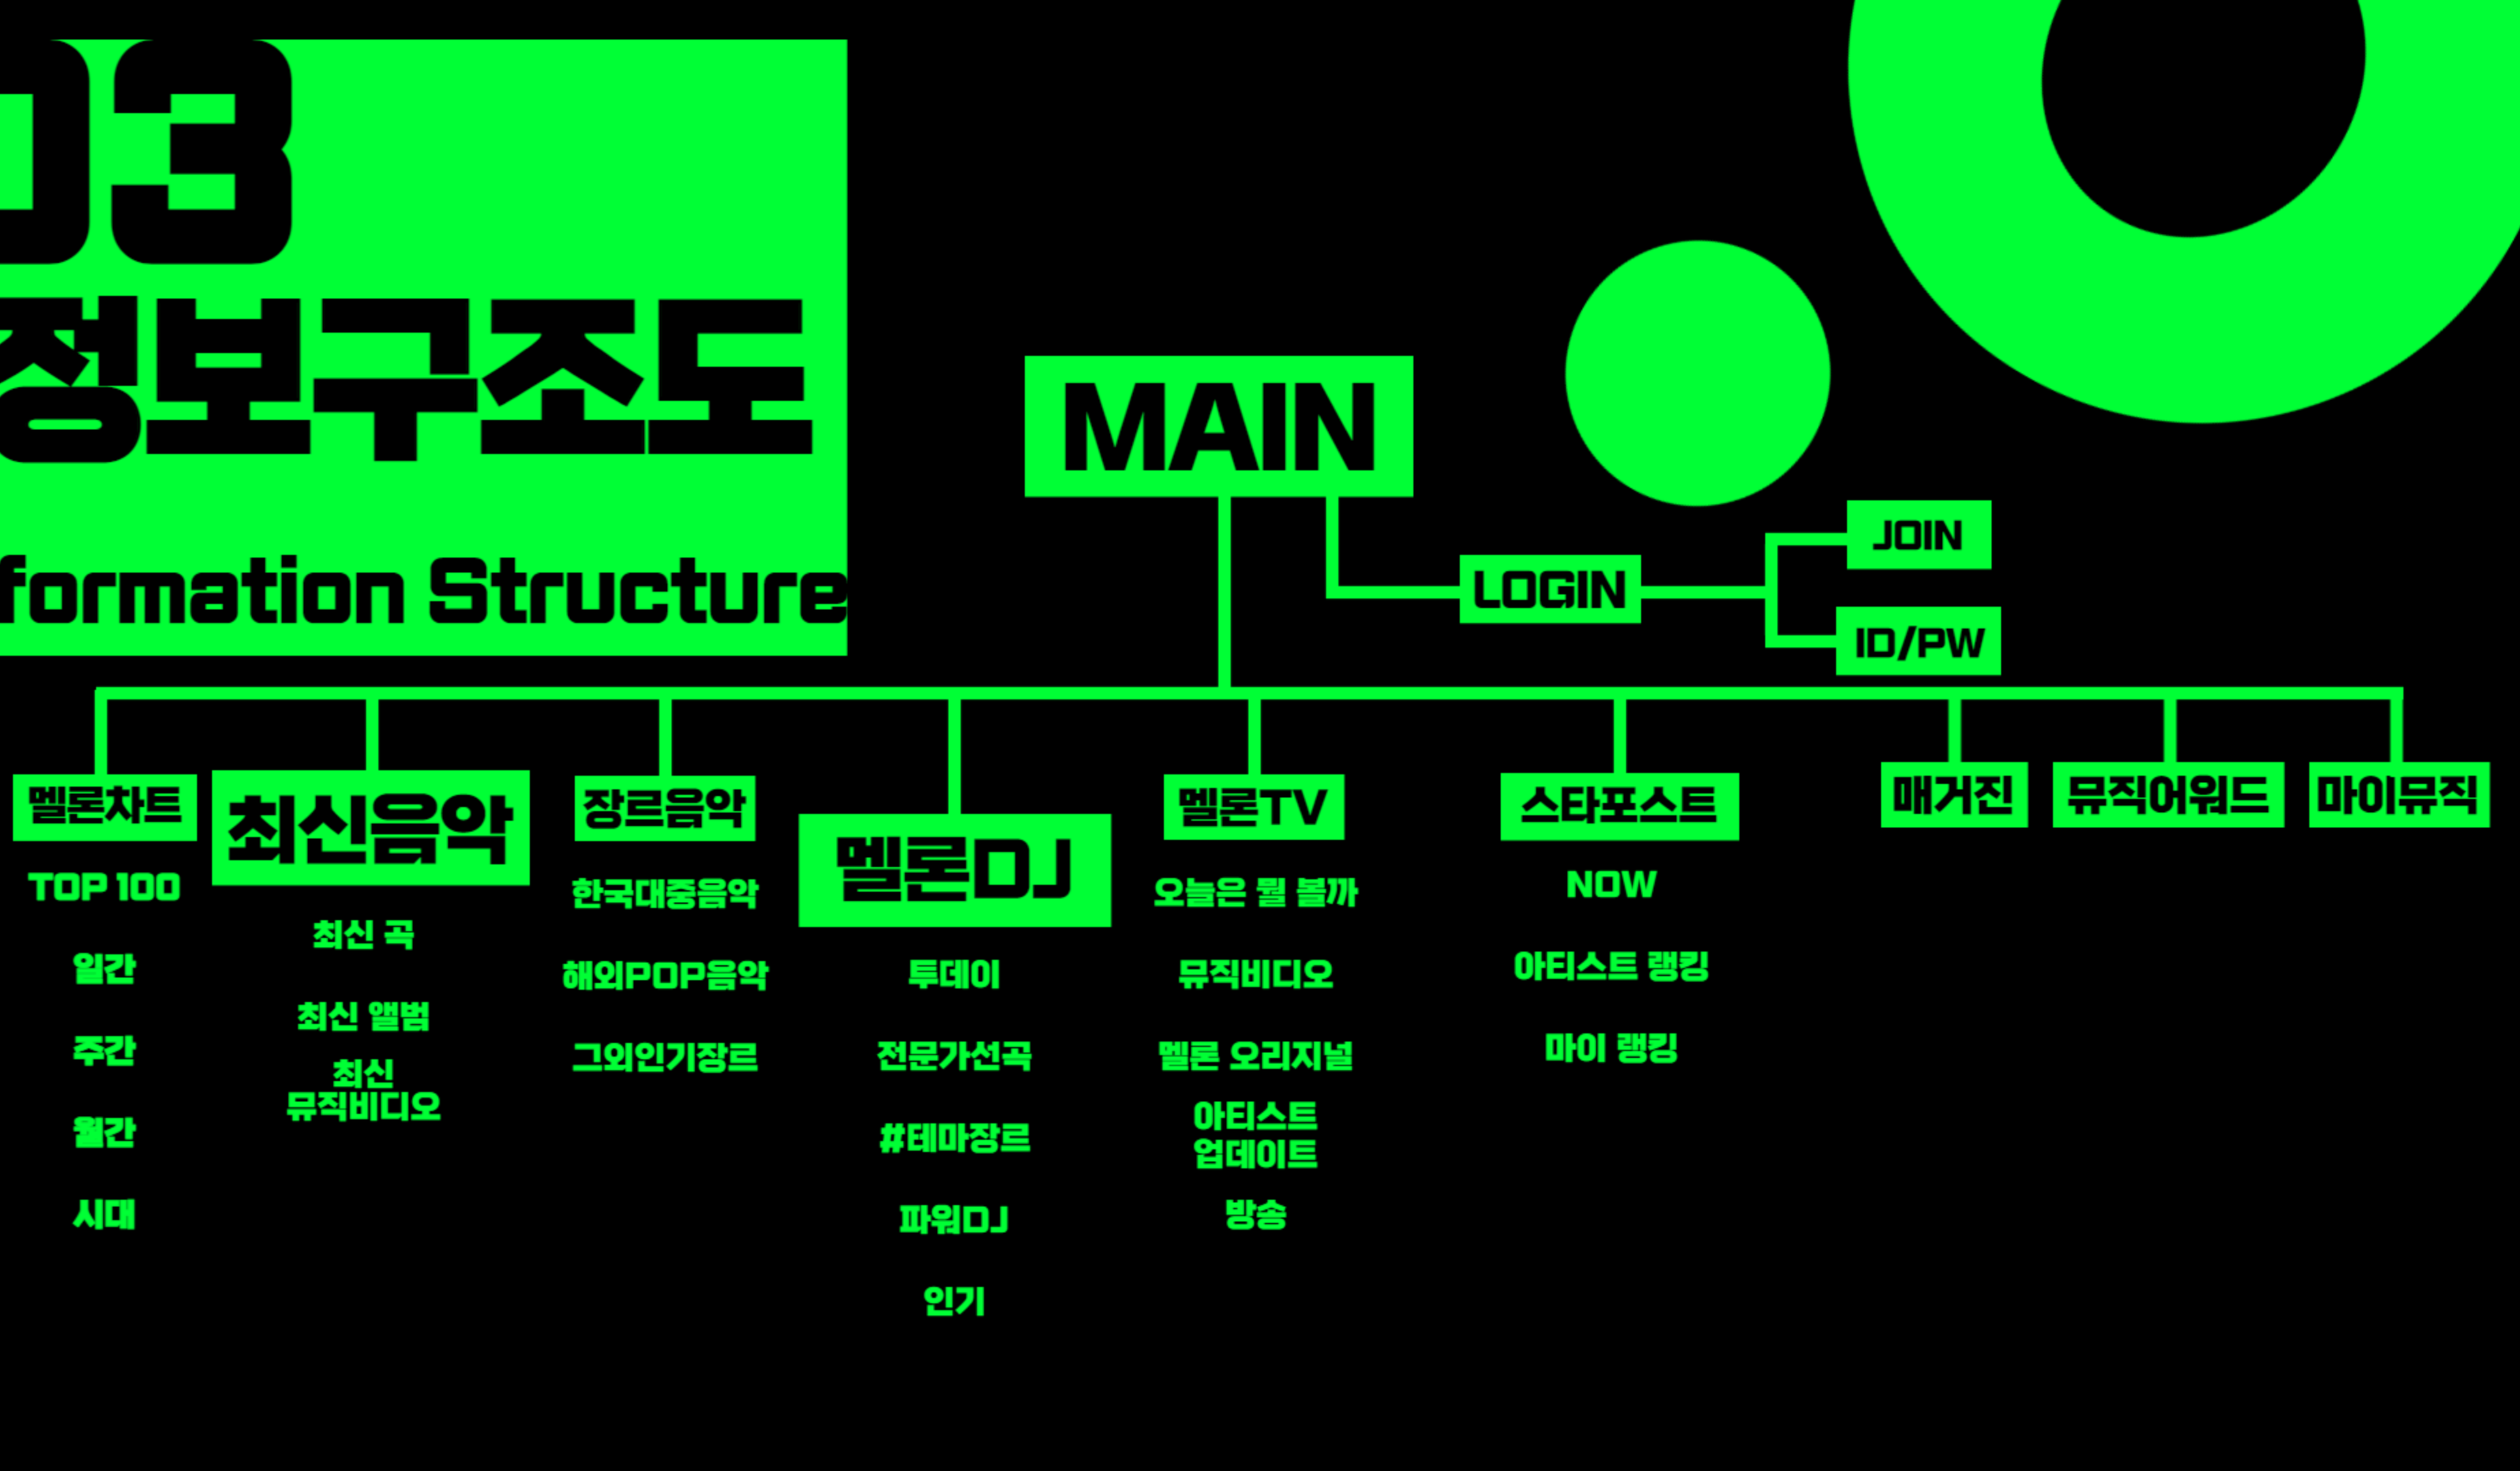 03
정보구조도
formation Structure
MAIN
LOGIN
JOIN
ID/PW
멜론차트
TOP 100
일간
주간
월간
시대
최신음악
최신 곡
최신 앨범
최신
뮤직비디오
장르음악
한국대중음악
해외POP음악
그외인기장르
멜론DJ
투데이
전문가선곡
#테마장르
파워DJ
인기
멜론TV
오늘은 뭘 볼까
뮤직비디오
멜론 오리지널
아티스트
업데이트
방송
스타포스트
NOW
아티스트 랭킹
마이 랭킹
매거진
뮤직어워드
마이뮤직